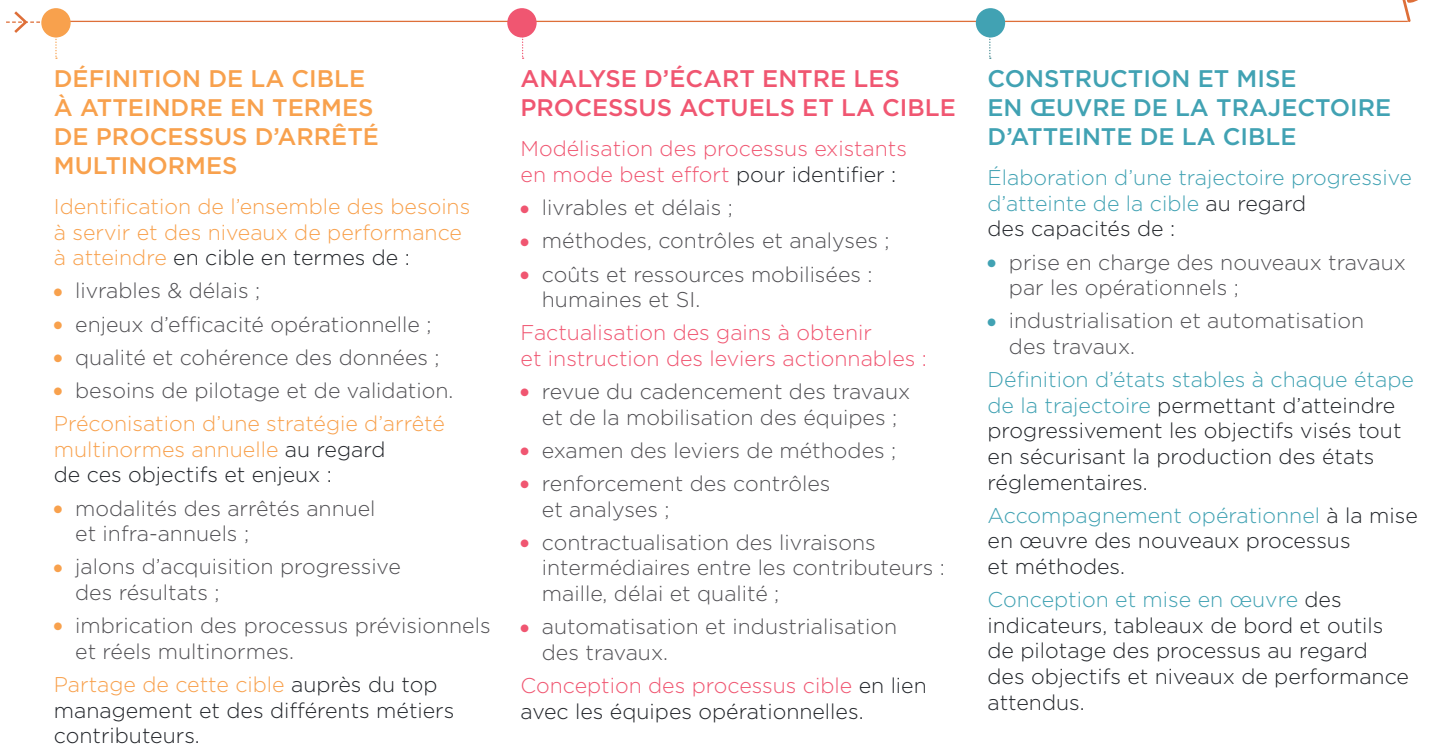 DÉFINITION DE LA CIBLE
À ATTEINDRE EN TERMES
DE PROCESSUS D’ARRÊTÉ
MULTINORMES
Identification de l’ensemble des besoins
à servir et des niveaux de performance
à atteindre en cible en termes de :
• livrables & délais ;
• enjeux d’efficacité opérationnelle ;
• qualité et cohérence des données ;
• besoins de pilotage et de validation.
Préconisation d’une stratégie d’arrêté
multinormes annuelle au regard
de ces objectifs et enjeux :
• modalités des arrêtés annuel
et infra-annuels ;
• jalons d’acquisition progressive
des résultats ;
• imbrication des processus prévisionnels
et réels multinormes.
Partage de cette cible auprès du top
management et des différents métiers
contributeurs.
ANALYSE D’ÉCART ENTRE LES
PROCESSUS ACTUELS ET LA CIBLE
Modélisation des processus existants
en mode best effort pour identifier :
• livrables et délais ;
• méthodes, contrôles et analyses ;
• coûts et ressources mobilisées :
humaines et SI.
Factualisation des gains à obtenir
et instruction des leviers actionnables :
• revue du cadencement des travaux
et de la mobilisation des équipes ;
• examen des leviers de méthodes ;
• renforcement des contrôles
et analyses ;
• contractualisation des livraisons
intermédiaires entre les contributeurs :
maille, délai et qualité ;
• automatisation et industrialisation
des travaux.
Conception des processus cible en lien
avec les équipes opérationnelles.
CONSTRUCTION ET MISE
EN ŒUVRE DE LA TRAJECTOIRE
D’ATTEINTE DE LA CIBLE
Élaboration d’une trajectoire progressive
d’atteinte de la cible au regard
des capacités de :
• prise en charge des nouveaux travaux
par les opérationnels ;
• industrialisation et automatisation
des travaux.
Définition d’états stables à chaque étape
de la trajectoire permettant d’atteindre
progressivement les objectifs visés tout
en sécurisant la production des états
réglementaires.
Accompagnement opérationnel à la mise
en œuvre des nouveaux processus
et méthodes.
Conception et mise en œuvre des
indicateurs, tableaux de bord et outils
de pilotage des processus au regard
des objectifs et niveaux de performance
attendus.